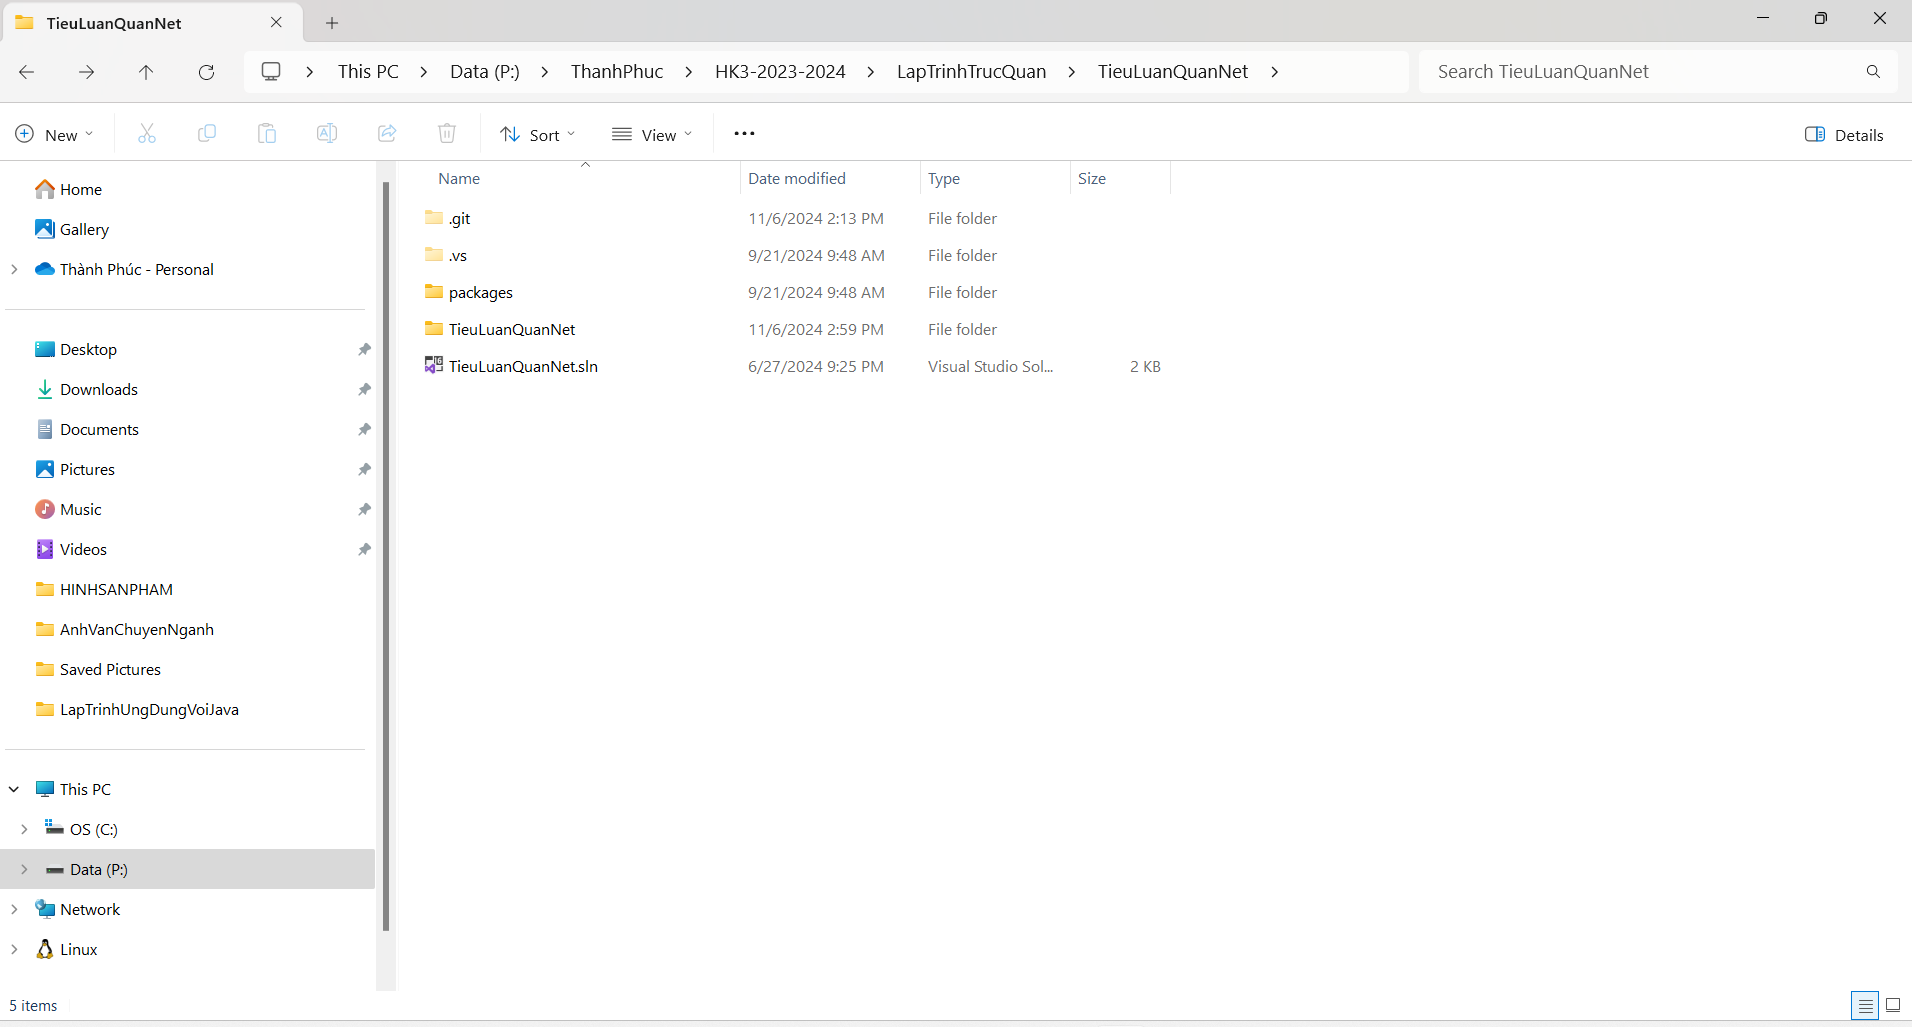 TieuLuanQuanNet
This PC > Data (P:) > ThanhPhuc > HK3-2023-2024 > LapTrinhTrucQuan > TieuLuanQuanNet >
Search TieuLuanQuanNet
New
Sort
View
Details
Home
Gallery
Thành Phúc - Personal
Desktop
Downloads
Documents
Pictures
Music
Videos
HINHSANPHAM
AnhVanChuyenNganh
Saved Pictures
LapTrinhUngDungVoiJava
This PC
OS (C:)
Data (P:)
Network
Linux
Name Date modified Type Size
.git 11/6/2024 2:13 PM File folder
.vs 9/21/2024 9:48 AM File folder
packages 9/21/2024 9:48 AM File folder
TieuLuanQuanNet 11/6/2024 2:59 PM File folder
TieuLuanQuanNet.sln 6/27/2024 9:25 PM Visual Studio Sol... 2 KB
5 items